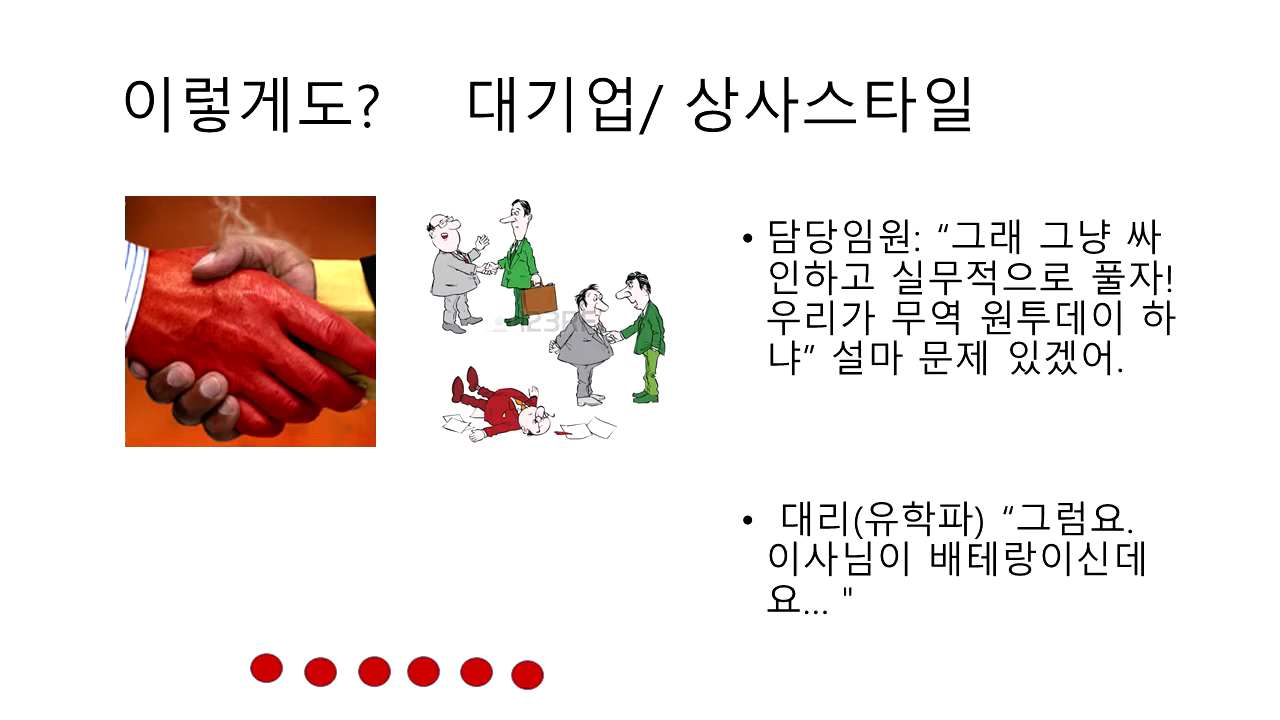 이렇게도? 대기업/ 상사스타일
• 담당임원: “그래 그냥 싸
인하고 실무적으로 풀자!
우리가 무역 원투데이 하
냐” 설마 문제 있겠어.
• 대리(유학파) “그럼요.
이사님이 배테랑이신데
요... "
123RF